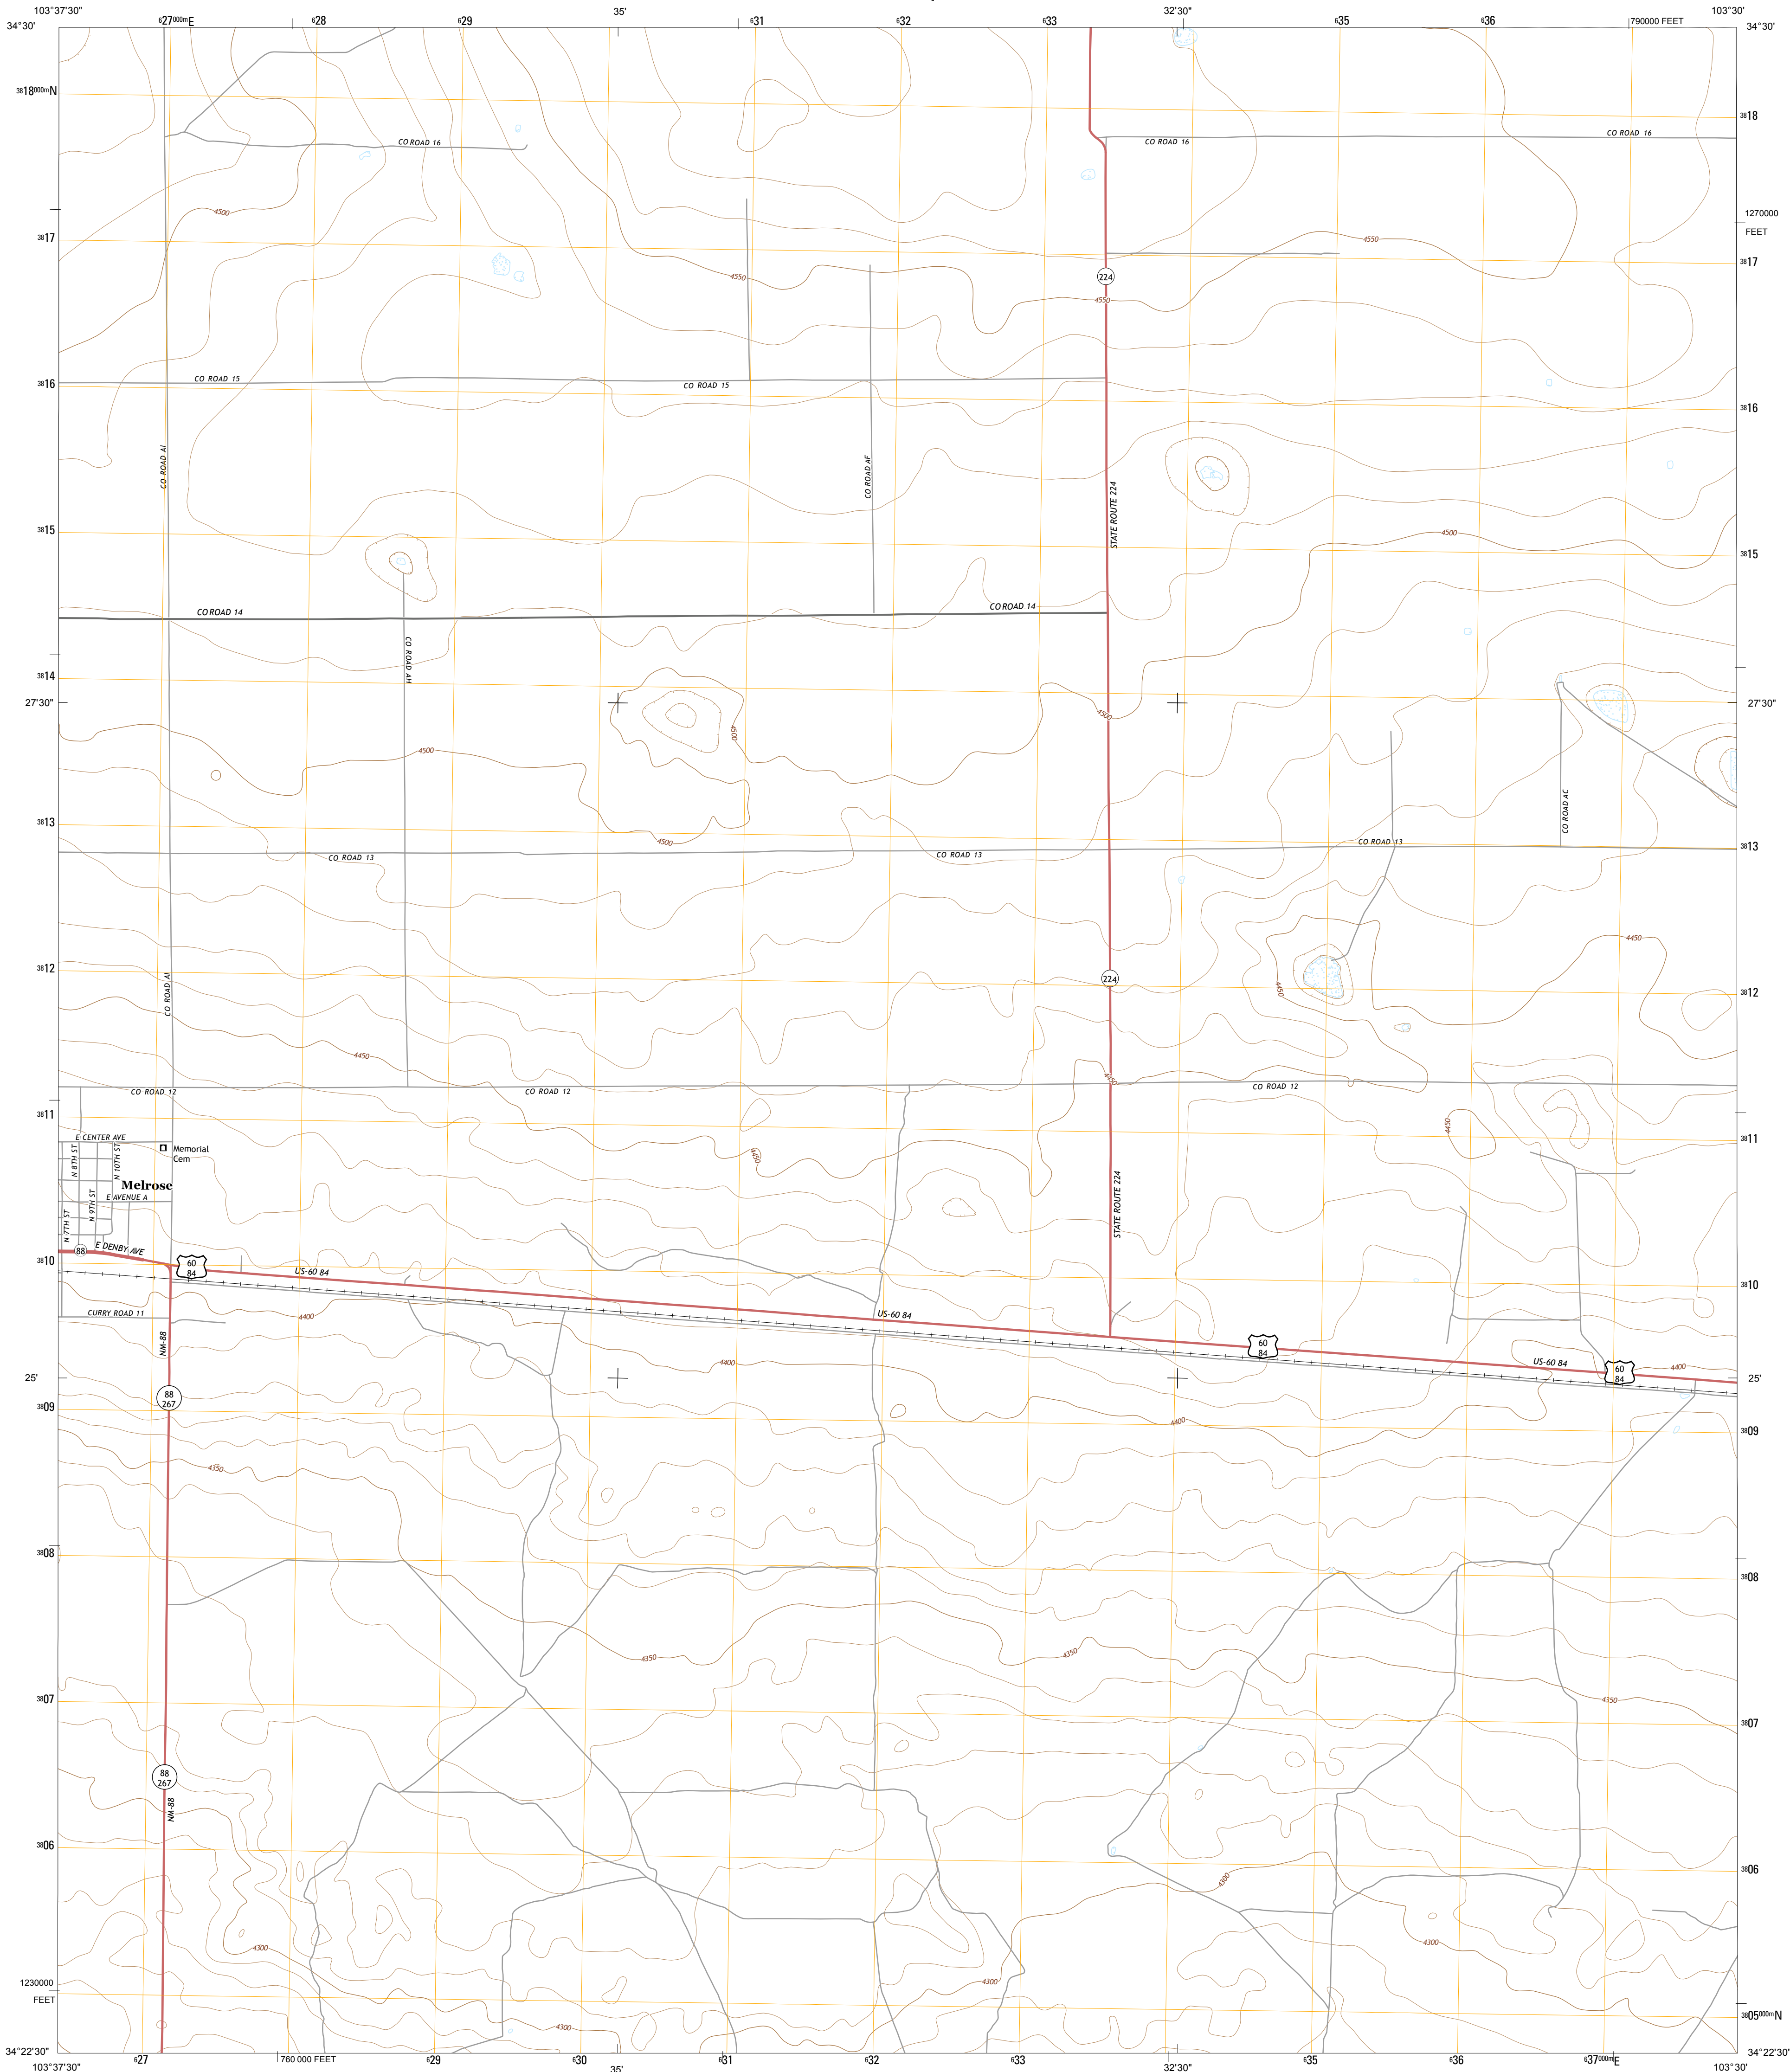 103°37'30"
627000mE
628
629
35'
631
632
633
32'30"
635
636
790000 FEET
103°30'
34°30'
34°30'
3818000mN
3818
CO ROAD 16
CO ROAD 16
CO ROAD 16
4500
1270000
FEET
3817
4550
4550
3817
224
4550
CO ROAD 15
CO ROAD 15
3816
3816
CO ROAD AI
CO ROAD AF
STATE ROUTE 224
3815
4500
3815
CO ROAD 14
CO ROAD 14
CO ROAD AH
3814
3814
27'30"
27'30"
4500
4500
4500
CO ROAD AC
3813
4500
CO ROAD 13
CO ROAD 13
CO ROAD 13
3813
4450
3812
CO ROAD AI
224
4450
3812
4450
4450
CO ROAD 12
CO ROAD 12
CO ROAD 12
3811
4450
3811
E CENTER AVE
N 8TH ST
N 10TH ST
Memorial
Cem
4450
Melrose
E AVENUE A
N 9TH ST
N 7TH ST
STATE ROUTE 224
88
E DENBY AVE
3810
60
84
US-60 84
3810
CURRY ROAD 11
4400
US-60 84
NM-88
60
84
4400
US-60 84
60
84
4400
25'
25'
88
267
3809
4400
3809
4350
3808
3808
4350
4350
4350
3807
3807
88
267
NM-88
3806
3806
4300
4300
4300
4300
1230000
FEET
4300
3805000mN
34°22'30"
34°22'30"
103°37'30"
627
760 000 FEET
629
630
35'
631
632
633
32'30"
635
636
637000mE
103°30'